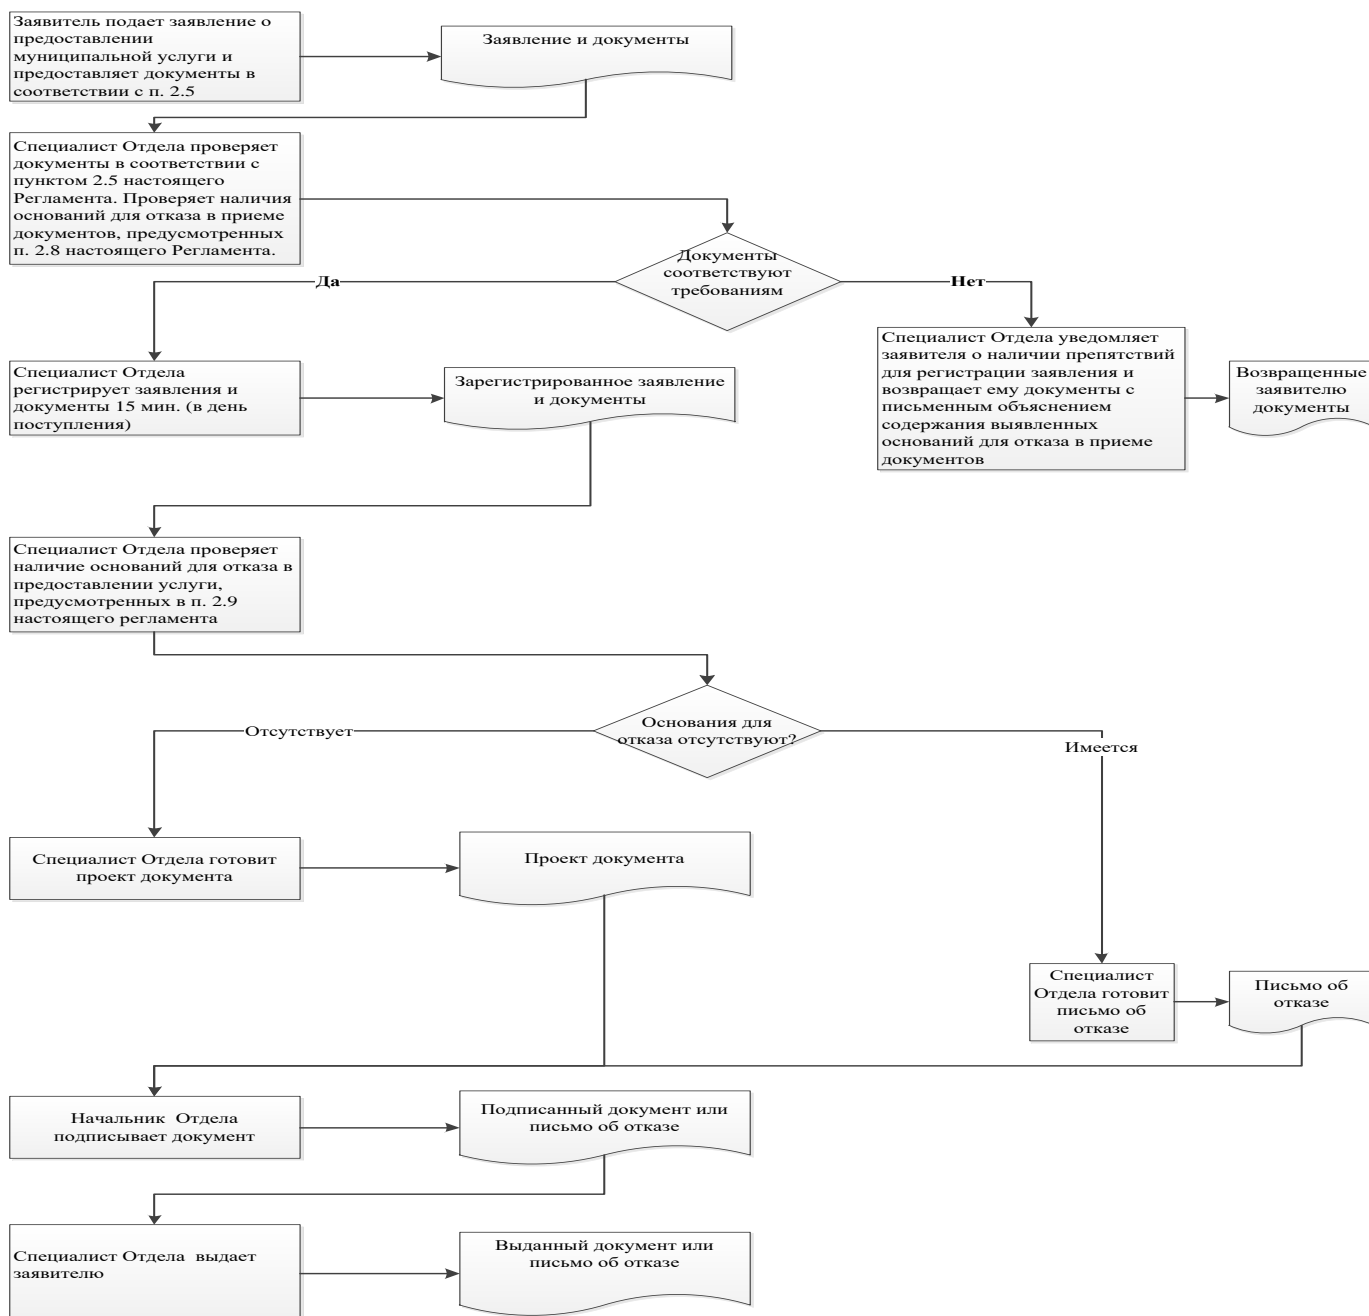 Заявитель подает заявление о
предоставлении
муниципальной услуги и
предоставляет документы в
соответствии с п. 2.5
Заявление и документы
Специалист Отдела проверяет
документы в соответствии с
пунктом 2.5 настоящего
Регламента. Проверяет наличия
оснований для отказа в приеме
документов, предусмотренных
п. 2.8 настоящего Регламента.
Документы
соответствуют
требованиям
Да
Нет
Специалист Отдела
регистрирует заявления и
документы 15 мин. (в день
поступления)
Зарегистрированное заявление
и документы
Специалист Отдела уведомляет
заявителя о наличии препятствий
для регистрации заявления и
возвращает ему документы с
письменным объяснением
содержания выявленных
оснований для отказа в приеме
документов
Возвращенные
заявителю
документы
Специалист Отдела проверяет
наличие оснований для отказа в
предоставлении услуги,
предусмотренных в п. 2.9
настоящего регламента
Основания для
отказа отсутствуют?
Отсутствует
Имеется
Специалист Отдела готовит
проект документа
Проект документа
Специалист
Отдела готовит
письмо об
отказе
Письмо об
отказе
Начальник  Отдела
подписывает документ
Подписанный документ или
письмо об отказе
Специалист Отдела  выдает
заявителю
Выданный документ или
письмо об отказе